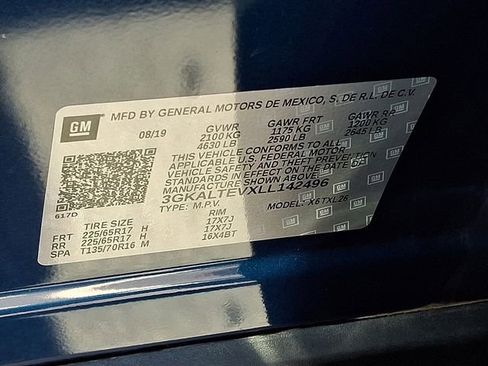 GM
MFD BY GENERAL MOTORS DE MEXICO, S. DE R.L. DE C.V.
08/19 GVWR GAWR FRT GAWR RR
2100 KG 1175 KG 1200 KG
4630 LB 2590 LB 2645 LB
THIS VEHICLE CONFORMS TO ALL
APPLICABLE U.S. FEDERAL MOTOR
VEHICLE SAFETY AND THEFT PREVENTION
STANDARDS IN EFFECT ON THE DATE OF
MANUFACTURE SHOWN ABOVE.
3GKALTEVXLL142496
617D
TYPE: M.P.V. MODEL: X6TXL26
TIRE SIZE RIM
FRT 225/65R17 H 17X7J
RR 225/65R17 H 17X7J
SPA T135/70R16 M 16X4BT